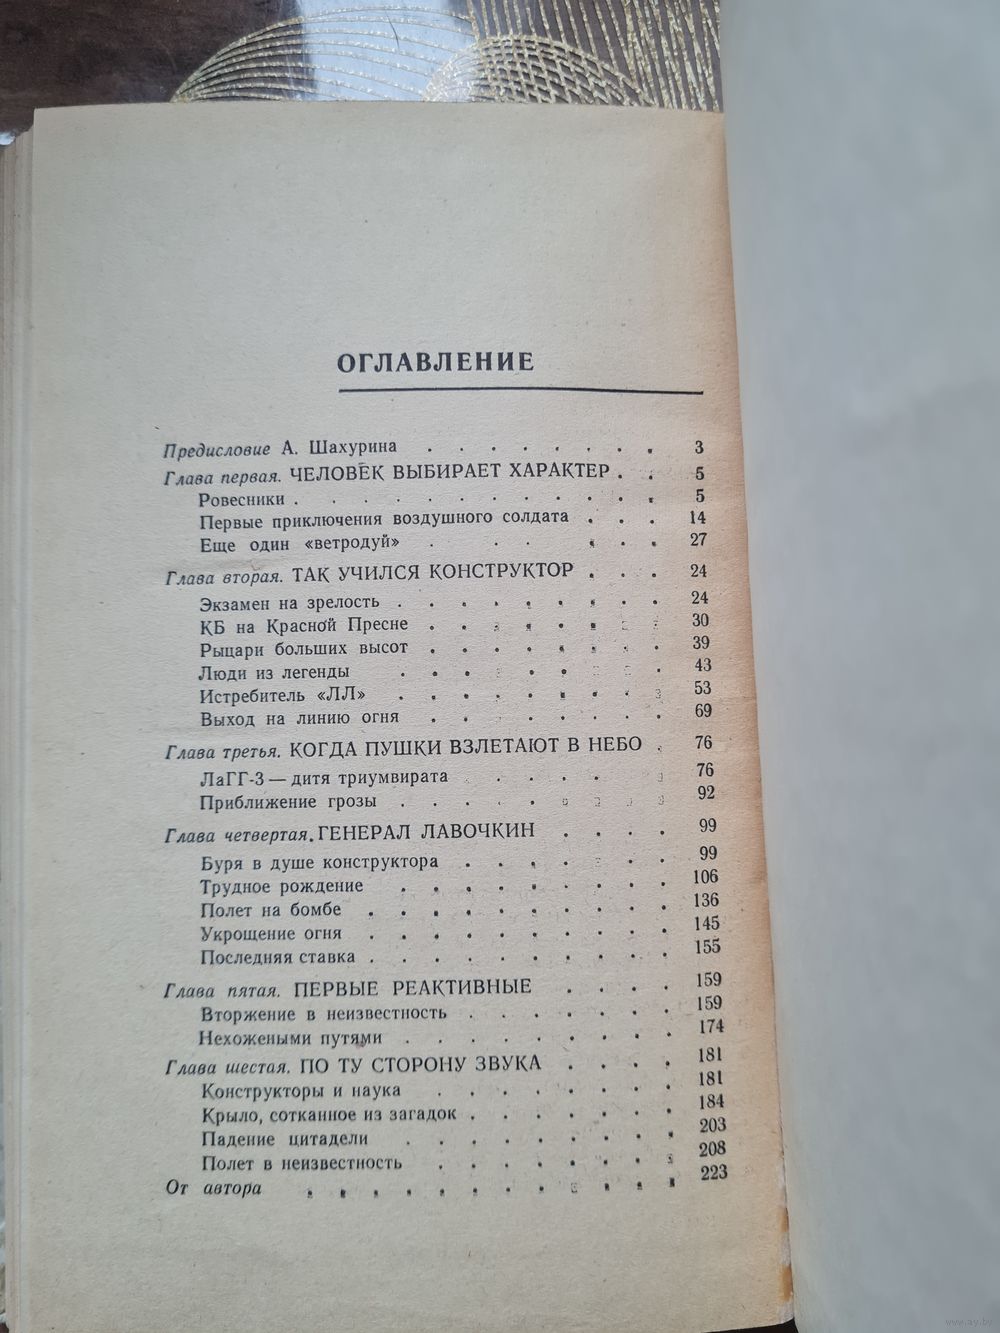 ОГЛАВЛЕНИЕ
Предисловие А. Шахурина . . . . . . . . 3
Глава первая. ЧЕЛОВЕК ВЫБИРАЕТ ХАРАКТЕР . . 5
Ровесники . . . . . . . . . . . . 5
Первые приключения воздушного солдата . . . 14
Еще один «ветродуй» . . . . . . 27
Глава вторая. ТАК УЧИЛСЯ КОНСТРУКТОР . . . 24
Экзамен на зрелость . . . . . . . . . 24
КБ на Красной Пресне . . . . . . . . 30
Рыцари больших высот . . . . . . . . 39
Люди из легенды . . . . . . . . . 43
Истребитель «ЛЛ» . . . . . . . . . 53
Выход на линию огня . . . . . . . . 69
Глава третья. КОГДА ПУШКИ ВЗЛЕТАЮТ В НЕБО . 76
ЛаГГ-3 — дитя триумвирата . . . . . . 76
Приближение грозы . . . . . . . . . 92
Глава четвертая. ГЕНЕРАЛ ЛАВОЧКИН . . . . 99
Буря в душе конструктора . . . . . . . 99
Трудное рождение . . . . . . . . . 106
Полет на бомбе . . . . . . . . . . 136
Укрощение огня . . . . . . . . . . 145
Последняя ставка . . . . . . . . . . 155
Глава пятая. ПЕРВЫЕ РЕАКТИВНЫЕ . . . . 159
Вторжение в неизвестность . . . . . . . 159
Нехожеными путями . . . . . . . . . 174
Глава шестая. ПО ТУ СТОРОНУ ЗВУКА . . . . 181
Конструкторы и наука . . . . . . . . 181
Крыло, сотканное из загадок . . . . . . . 184
Падение цитадели . . . . . . . . . 203
Полет в неизвестность . . . . . . . . 208
От автора . . . . . . . . . . . . 223
www.ay.by